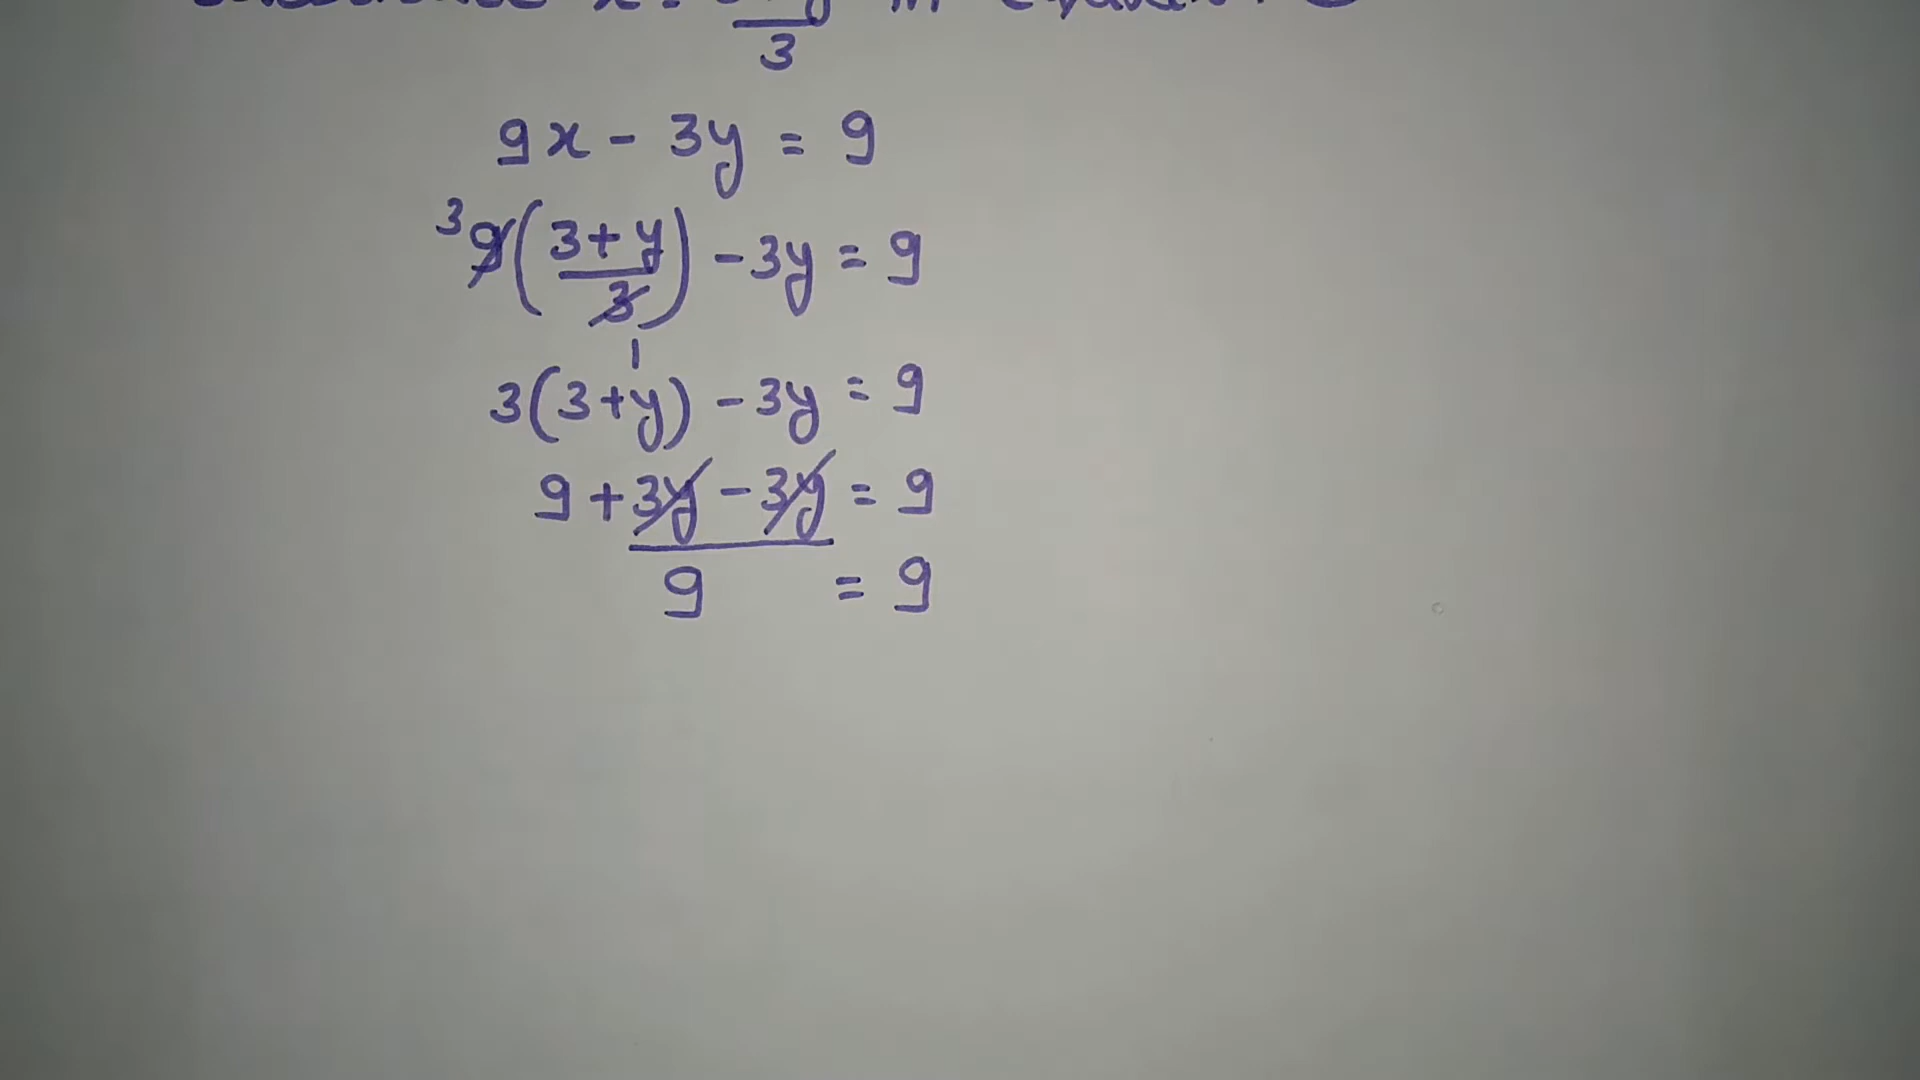 3
9x - 3y = 9
3 9(3+y/3) - 3y = 9
1
3(3+y) - 3y = 9
9 + 3y - 3y = 9
9 = 9